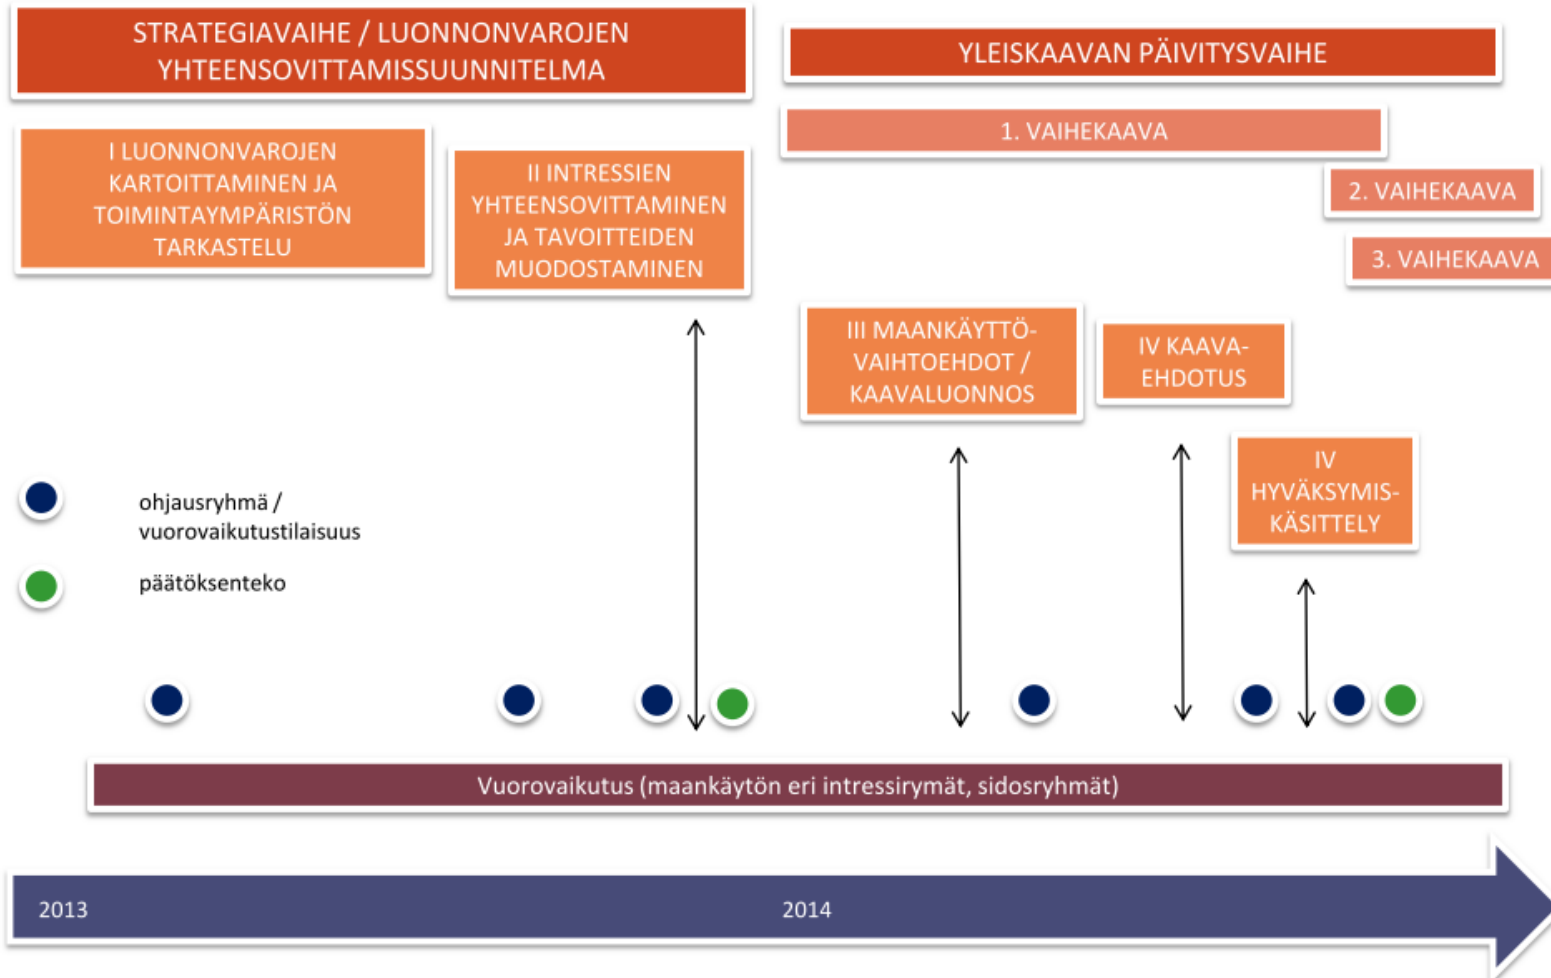 STRATEGIAVAIHE / LUONNONVAROJEN
YHTEENSOVITTAMISSUUNNITELMA
YLEISKAAVAN PÄIVITYSVAIHE
1. VAIHEKAAVA
2. VAIHEKAAVA
3. VAIHEKAAVA
I LUONNONVAROJEN
KARTOITTAMINEN JA
TOIMINTAYMPÄRISTÖN
TARKASTELU
II INTRESSIEN
YHTEENSOVITTAMINEN
JA TAVOITTEIDEN
MUODOSTAMINEN
III MAANKÄYTTÖ-
VAIHTOEHDOT /
KAAVALUONNOS
IV KAAVA-
EHDOTUS
IV
HYVÄKSYMIS-
KÄSITTELY
ohjausryhmä /
vuorovaikutustilaisuus
päätöksenteko
Vuorovaikutus (maankäytön eri intressirymät, sidosryhmät)
2013
2014